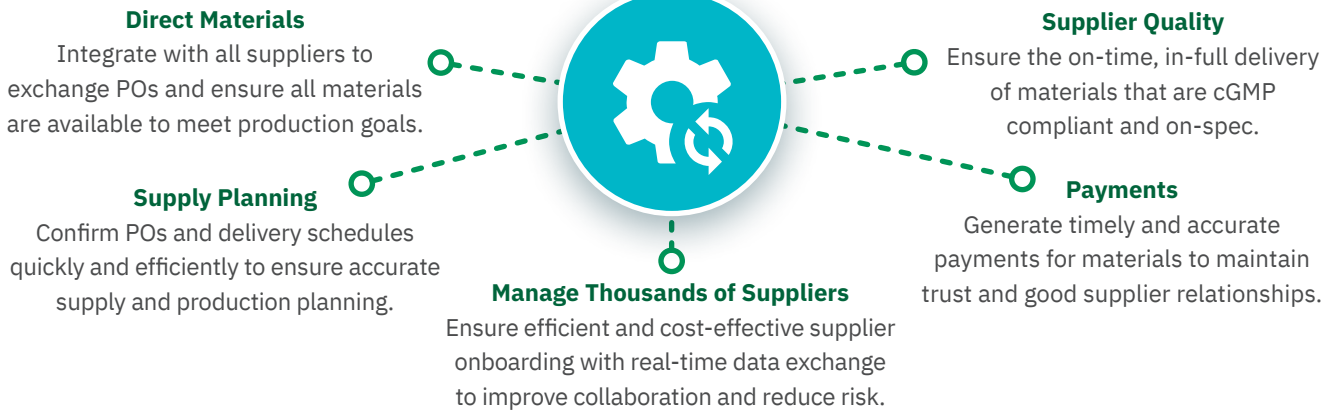 Direct Materials
Integrate with all suppliers to
exchange POs and ensure all materials
are available to meet production goals.
Supply Planning
Confirm POs and delivery schedules
quickly and efficiently to ensure accurate
supply and production planning.
Manage Thousands of Suppliers
Ensure efficient and cost-effective supplier
onboarding with real-time data exchange
to improve collaboration and reduce risk.
Supplier Quality
Ensure the on-time, in-full delivery
of materials that are cGMP
compliant and on-spec.
Payments
Generate timely and accurate
payments for materials to maintain
trust and good supplier relationships.